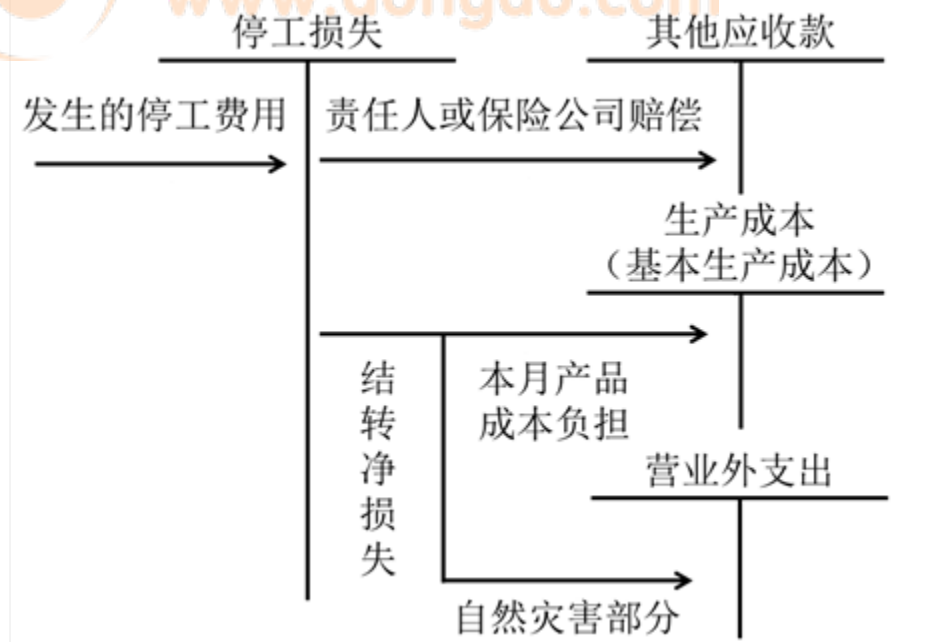 www.dongao.com
停工损失
其他应收款
发生的停工费用
责任人或保险公司赔偿
生产成本
（基本生产成本）
结转净损失
本月产品
成本负担
营业外支出
自然灾害部分